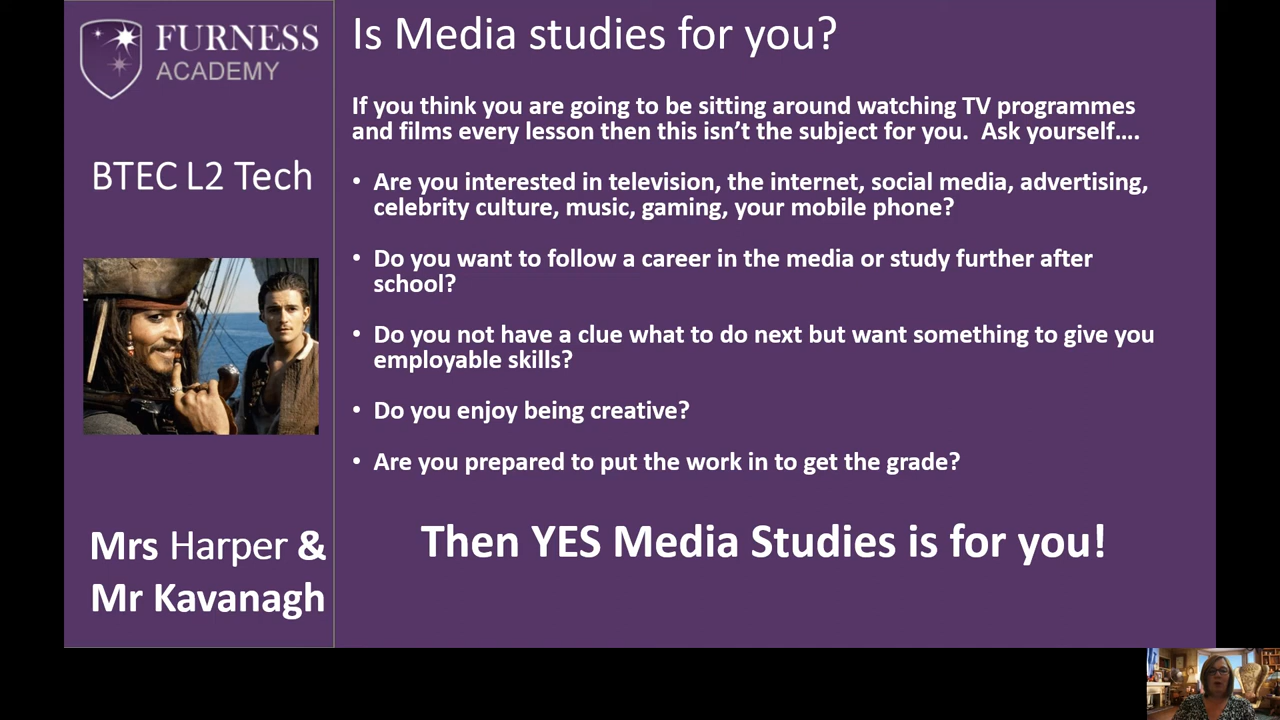 FURNESS
ACADEMY
BTEC L2 Tech
Mrs Harper &
Mr Kavanagh
Is Media studies for you?
If you think you are going to be sitting around watching TV programmes
and films every lesson then this isn’t the subject for you.  Ask yourself….
• Are you interested in television, the internet, social media, advertising,
celebrity culture, music, gaming, your mobile phone?
• Do you want to follow a career in the media or study further after
school?
• Do you not have a clue what to do next but want something to give you
employable skills?
• Do you enjoy being creative?
• Are you prepared to put the work in to get the grade?
Then YES Media Studies is for you!